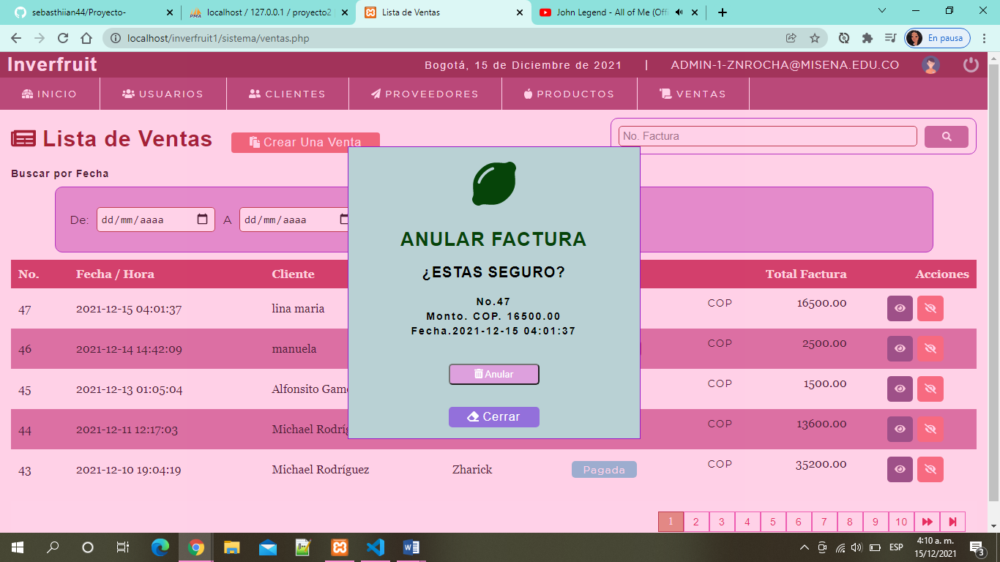 sebasthiian44/Proyecto-
localhost / 127.0.0.1 / proyecto2
Lista de Ventas
John Legend - All of Me (Offi
localhost/inverfruit1/sistema/ventas.php
En pausa
Inverfruit
Bogotá, 15 de Diciembre de 2021 | ADMIN-1-ZNROCHA@MISENA.EDU.CO
INICIO USUARIOS CLIENTES PROVEEDORES PRODUCTOS VENTAS
Lista de Ventas
Crear Una Venta
No. Factura
Buscar por Fecha
De: dd/mm/aaaa A dd/mm/aaaa
ANULAR FACTURA
¿ESTAS SEGURO?
No.47
Monto. COP. 16500.00
Fecha.2021-12-15 04:01:37
Anular
Cerrar
No. Fecha / Hora Cliente Total Factura Acciones
47 2021-12-15 04:01:37 lina maria COP 16500.00
46 2021-12-14 14:42:09 manuela COP 2500.00
45 2021-12-13 01:05:04 Alfonsito COP 1500.00
44 2021-12-11 12:17:03 Michael COP 13600.00
43 2021-12-10 19:04:19 Michael Rodríguez Zharick Pagada COP 35200.00
1 2 3 4 5 6 7 8 9 10
ESP
4:10 a. m.
15/12/2021
3